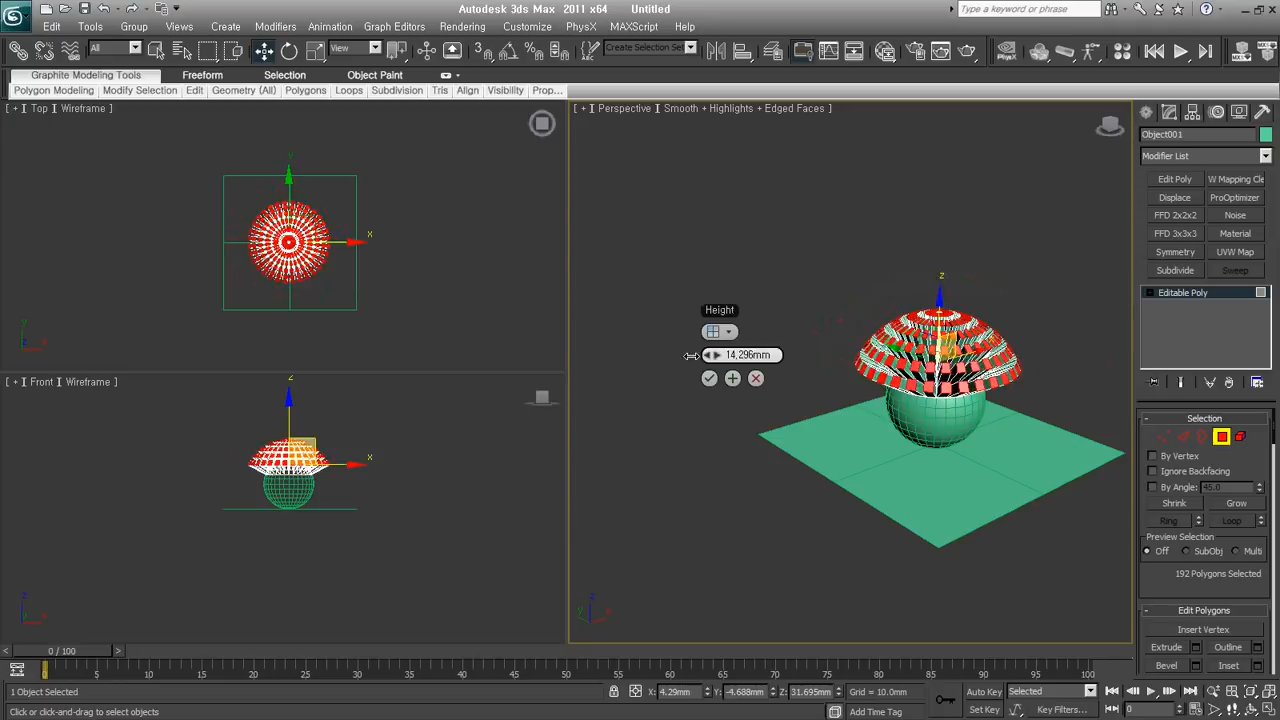 Autodesk 3ds Max 2011 x64 Untitled
Type a keyword or phrase
Edit Tools Group Views Create Modifiers Animation Graph Editors Rendering Customize PhysX MAXScript Help
All View Create Selection Set
Graphite Modeling Tools Freeform Selection Object Paint
Polygon Modeling Modify Selection Edit Geometry (All) Polygons Loops Subdivision Tris Align Visibility Prop...
[ + ] Top ] Wireframe ]
[ + ] Perspective ] Smooth + Highlights + Edged Faces ]
Object001
Modifier List
Edit Poly W Mapping Cle
Displace ProOptimizer
FFD 2x2x2 Noise
FFD 3x3x3 Material
Symmetry UVW Map
Subdivide Sweep
Editable Poly
y
x
z
Height
14,296mm
[ + ] Front ] Wireframe ]
z
x
Selection
By Vertex
Ignore Backfacing
By Angle: 45.0
Shrink Grow
Ring Loop
Preview Selection
Off SubObj Multi
192 Polygons Selected
Edit Polygons
Insert Vertex
Extrude Outline
Bevel Inset
0 / 100
0 5 10 15 20 25 30 35 40 45 50 55 60 65 70 75 80 85 90 95 100
1 Object Selected X: 4.29mm Y: -4.688mm Z: 31.695mm Grid = 10.0mm Auto Key Selected
Click or click-and-drag to select objects Add Time Tag Set Key Key Filters... 0